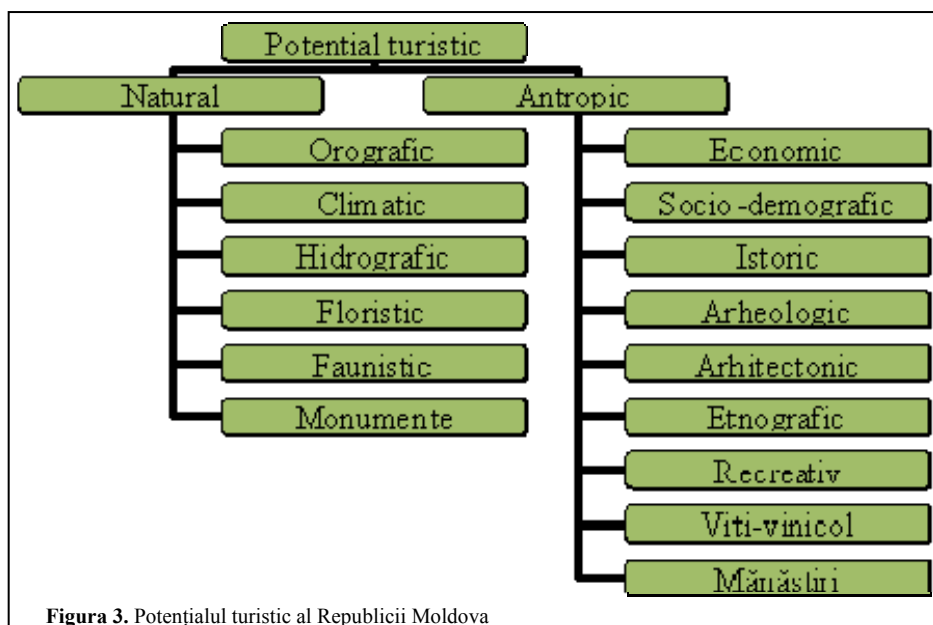 Potential turistic
Natural
Antropic
Orografic
Climatic
Hidrografic
Floristic
Faunistic
Monumente
Economic
Socio-demografic
Istoric
Arheologic
Arhitectonic
Etnografic
Recreativ
Viti-vinicol
Mănăstiri
Figura 3. Potențialul turistic al Republicii Moldova